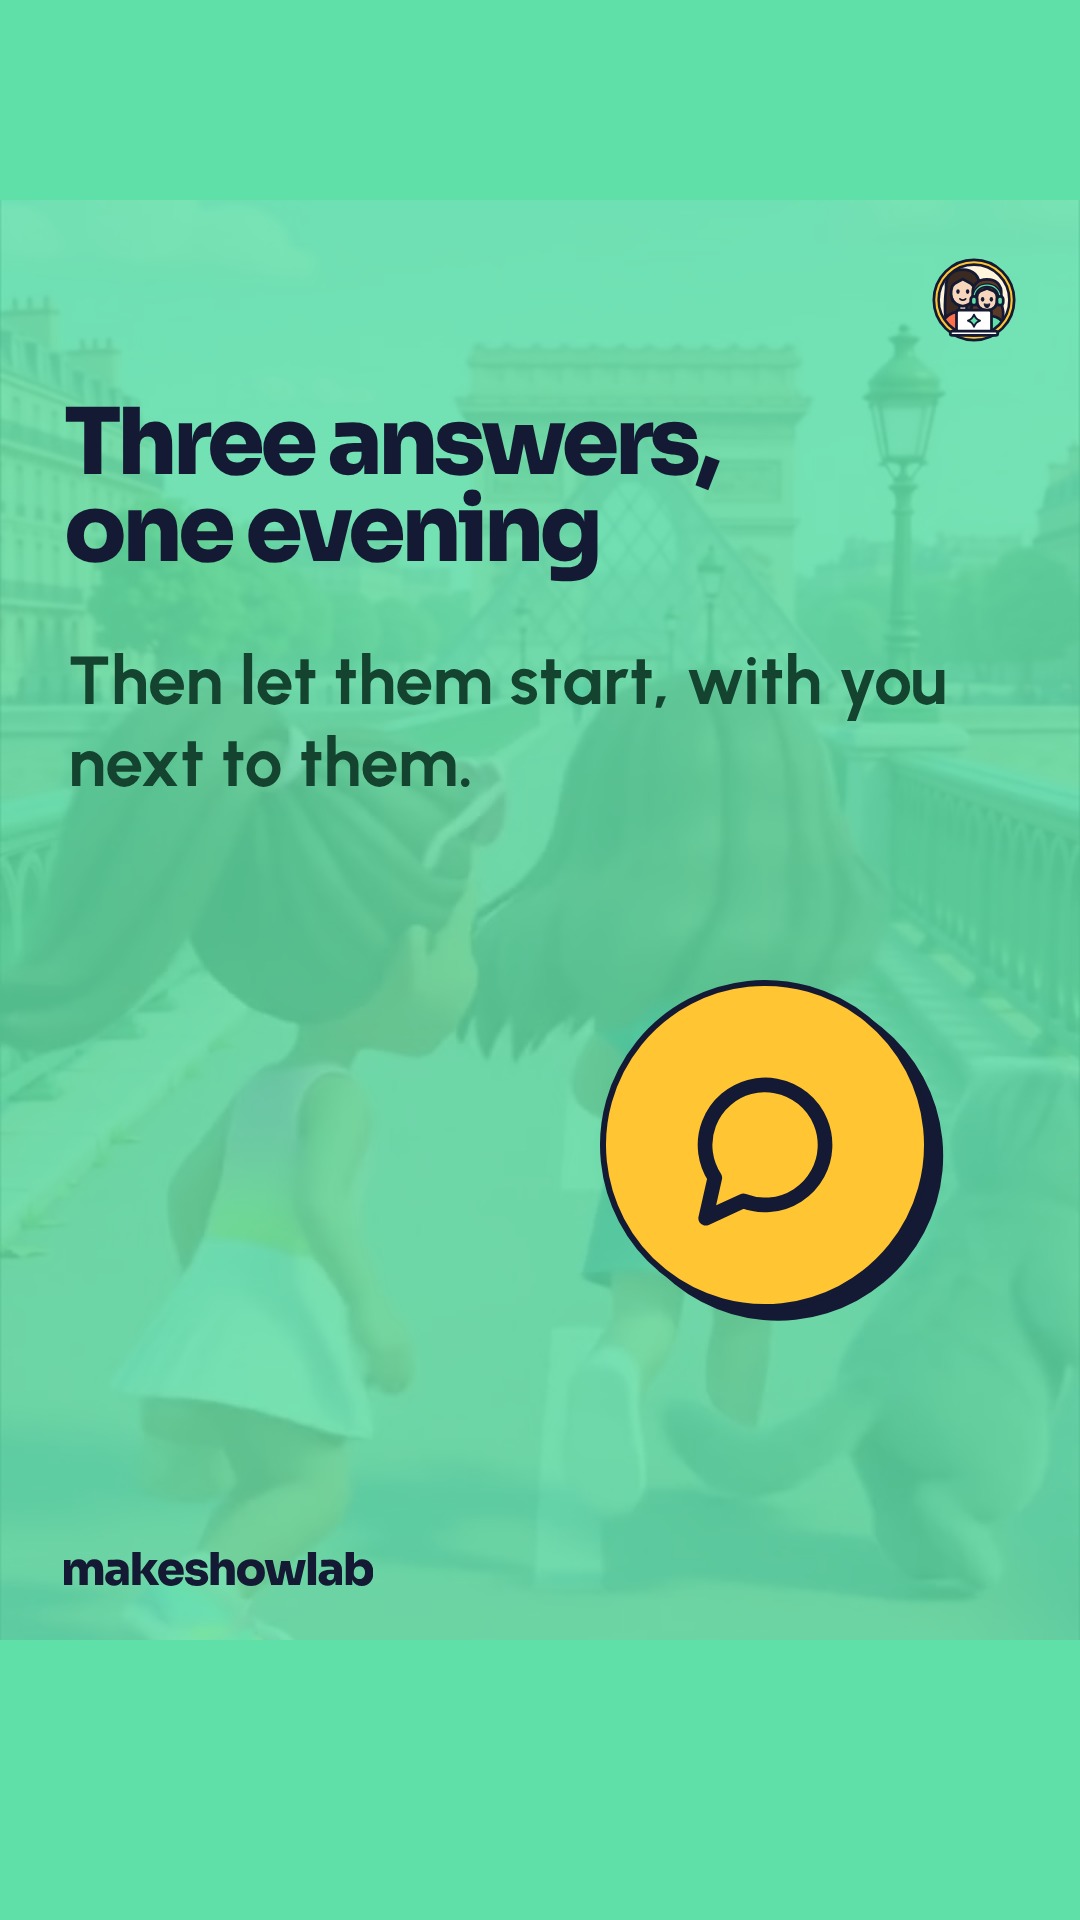 Three answers,
one evening
Then let them start, with you
next to them.
makeshowlab